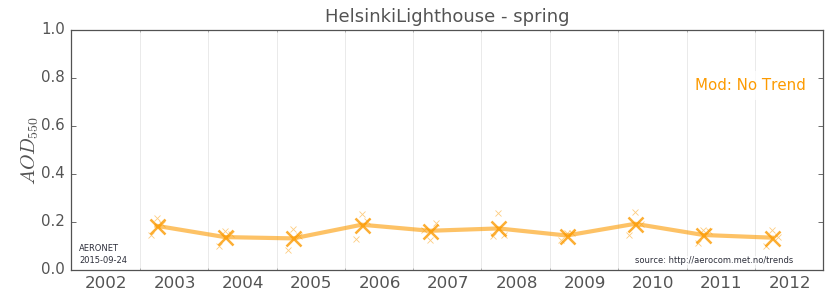 HelsinkiLighthouse - spring
1.0
0.8
0.6
0.4
0.2
0.0
AOD550
Mod: No Trend
AERONET
2015-09-24
source: http://aerocom.met.no/trends
2002 2003 2004 2005 2006 2007 2008 2009 2010 2011 2012